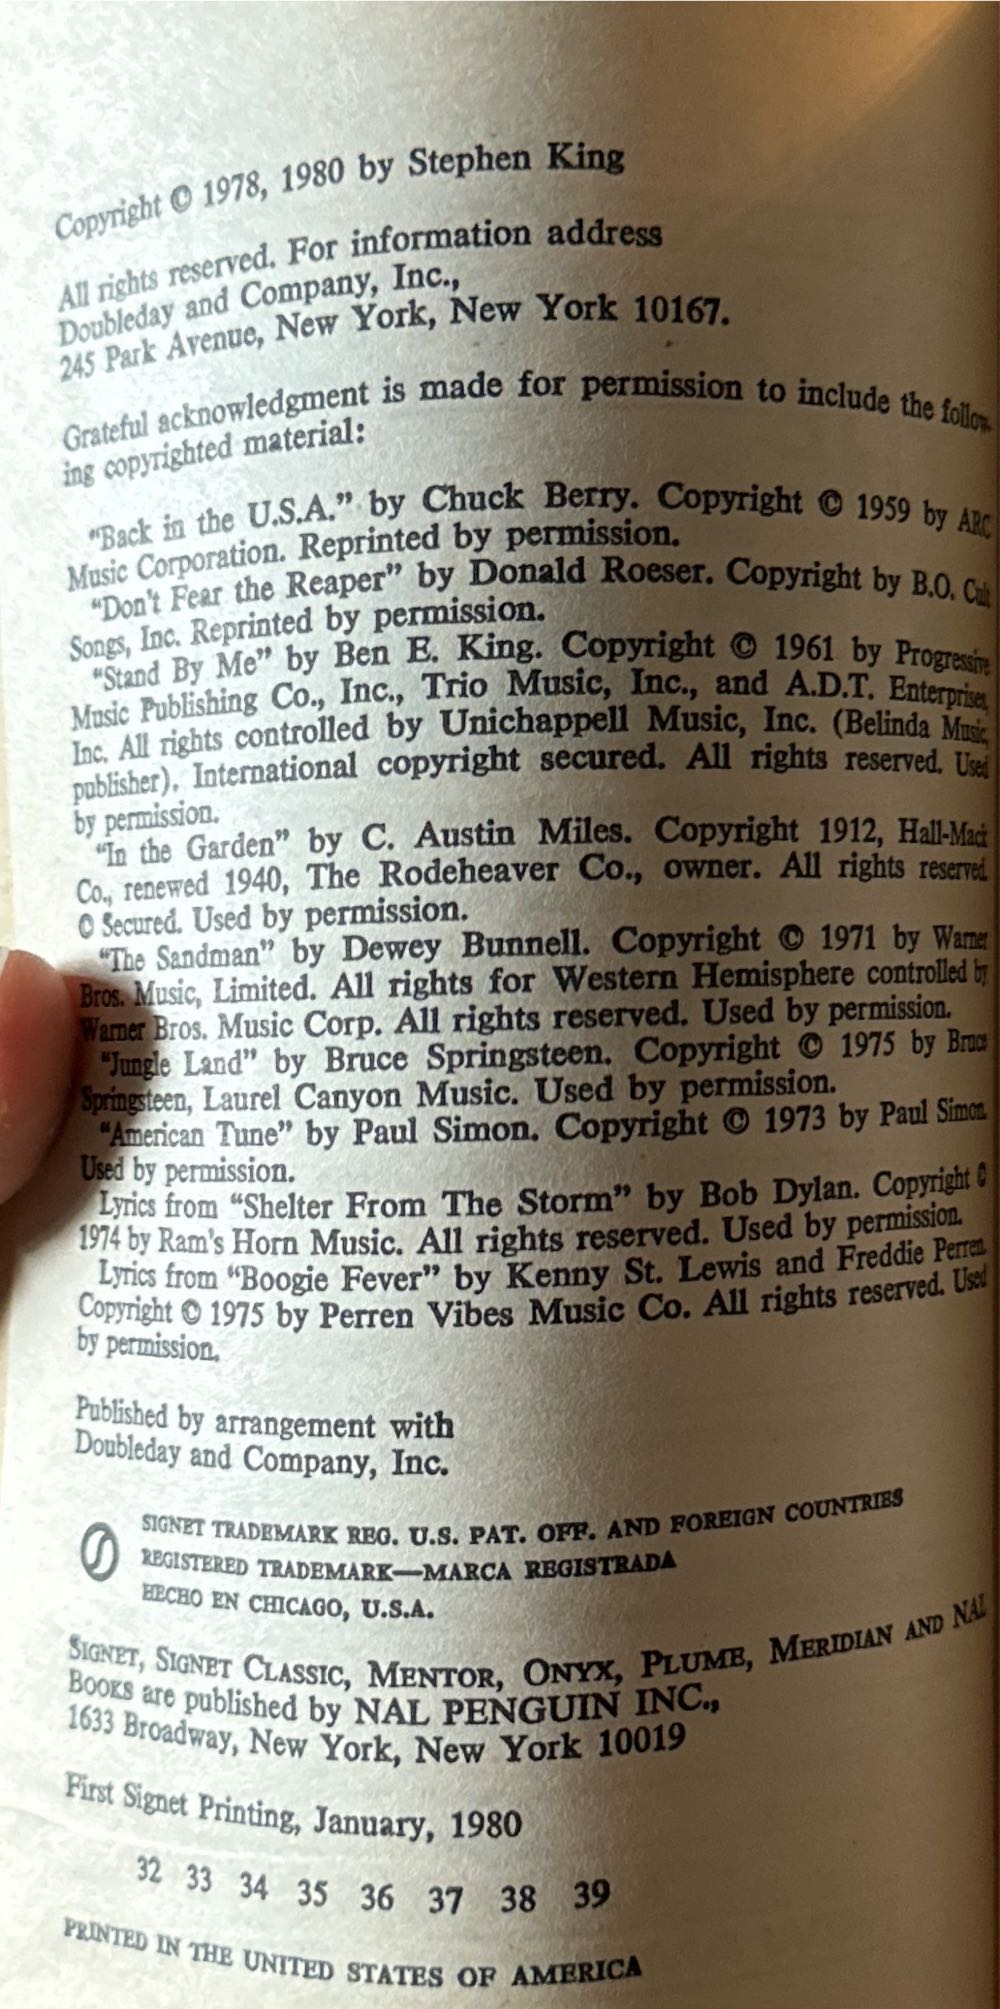 Copyright © 1978, 1980 by Stephen King
All rights reserved. For information address
Doubleday and Company, Inc.,
245 Park Avenue, New York, New York 10167.
Grateful acknowledgment is made for permission to include the follow-
ing copyrighted material:
“Back in the U.S.A.” by Chuck Berry. Copyright © 1959 by ARC
Music Corporation. Reprinted by permission.
“Don't Fear the Reaper” by Donald Roeser. Copyright by B.O. Cult
Songs, Inc. Reprinted by permission.
“Stand By Me” by Ben E. King. Copyright © 1961 by Progressive
Music Publishing Co., Inc., Trio Music, Inc., and A.D.T. Enterprises,
Inc. All rights controlled by Unichappell Music, Inc. (Belinda Music,
publisher). International copyright secured. All rights reserved. Used
by permission.
“In the Garden” by C. Austin Miles. Copyright 1912, Hall-Mack
Co., renewed 1940, The Rodeheaver Co., owner. All rights reserved.
© Secured. Used by permission.
“The Sandman” by Dewey Bunnell. Copyright © 1971 by Warner
Bros. Music, Limited. All rights for Western Hemisphere controlled by
Warner Bros. Music Corp. All rights reserved. Used by permission.
“Jungle Land” by Bruce Springsteen. Copyright © 1975 by Bruce
Springsteen, Laurel Canyon Music. Used by permission.
“American Tune” by Paul Simon. Copyright © 1973 by Paul Simon.
Used by permission.
Lyrics from “Shelter From The Storm” by Bob Dylan. Copyright ©
1974 by Ram's Horn Music. All rights reserved. Used by permission.
Lyrics from “Boogie Fever” by Kenny St. Lewis and Freddie Perren.
Copyright © 1975 by Perren Vibes Music Co. All rights reserved. Used
by permission.
Published by arrangement with
Doubleday and Company, Inc.
SIGNET TRADEMARK REG. U.S. PAT. OFF. AND FOREIGN COUNTRIES
REGISTERED TRADEMARK—MARCA REGISTRADA
HECHO EN CHICAGO, U.S.A.
SIGNET, SIGNET CLASSIC, MENTOR, ONYX, PLUME, MERIDIAN AND NAL
BOOKS are published by NAL PENGUIN INC.,
1633 Broadway, New York, New York 10019
First Signet Printing, January, 1980
32 33 34 35 36 37 38 39
PRINTED IN THE UNITED STATES OF AMERICA